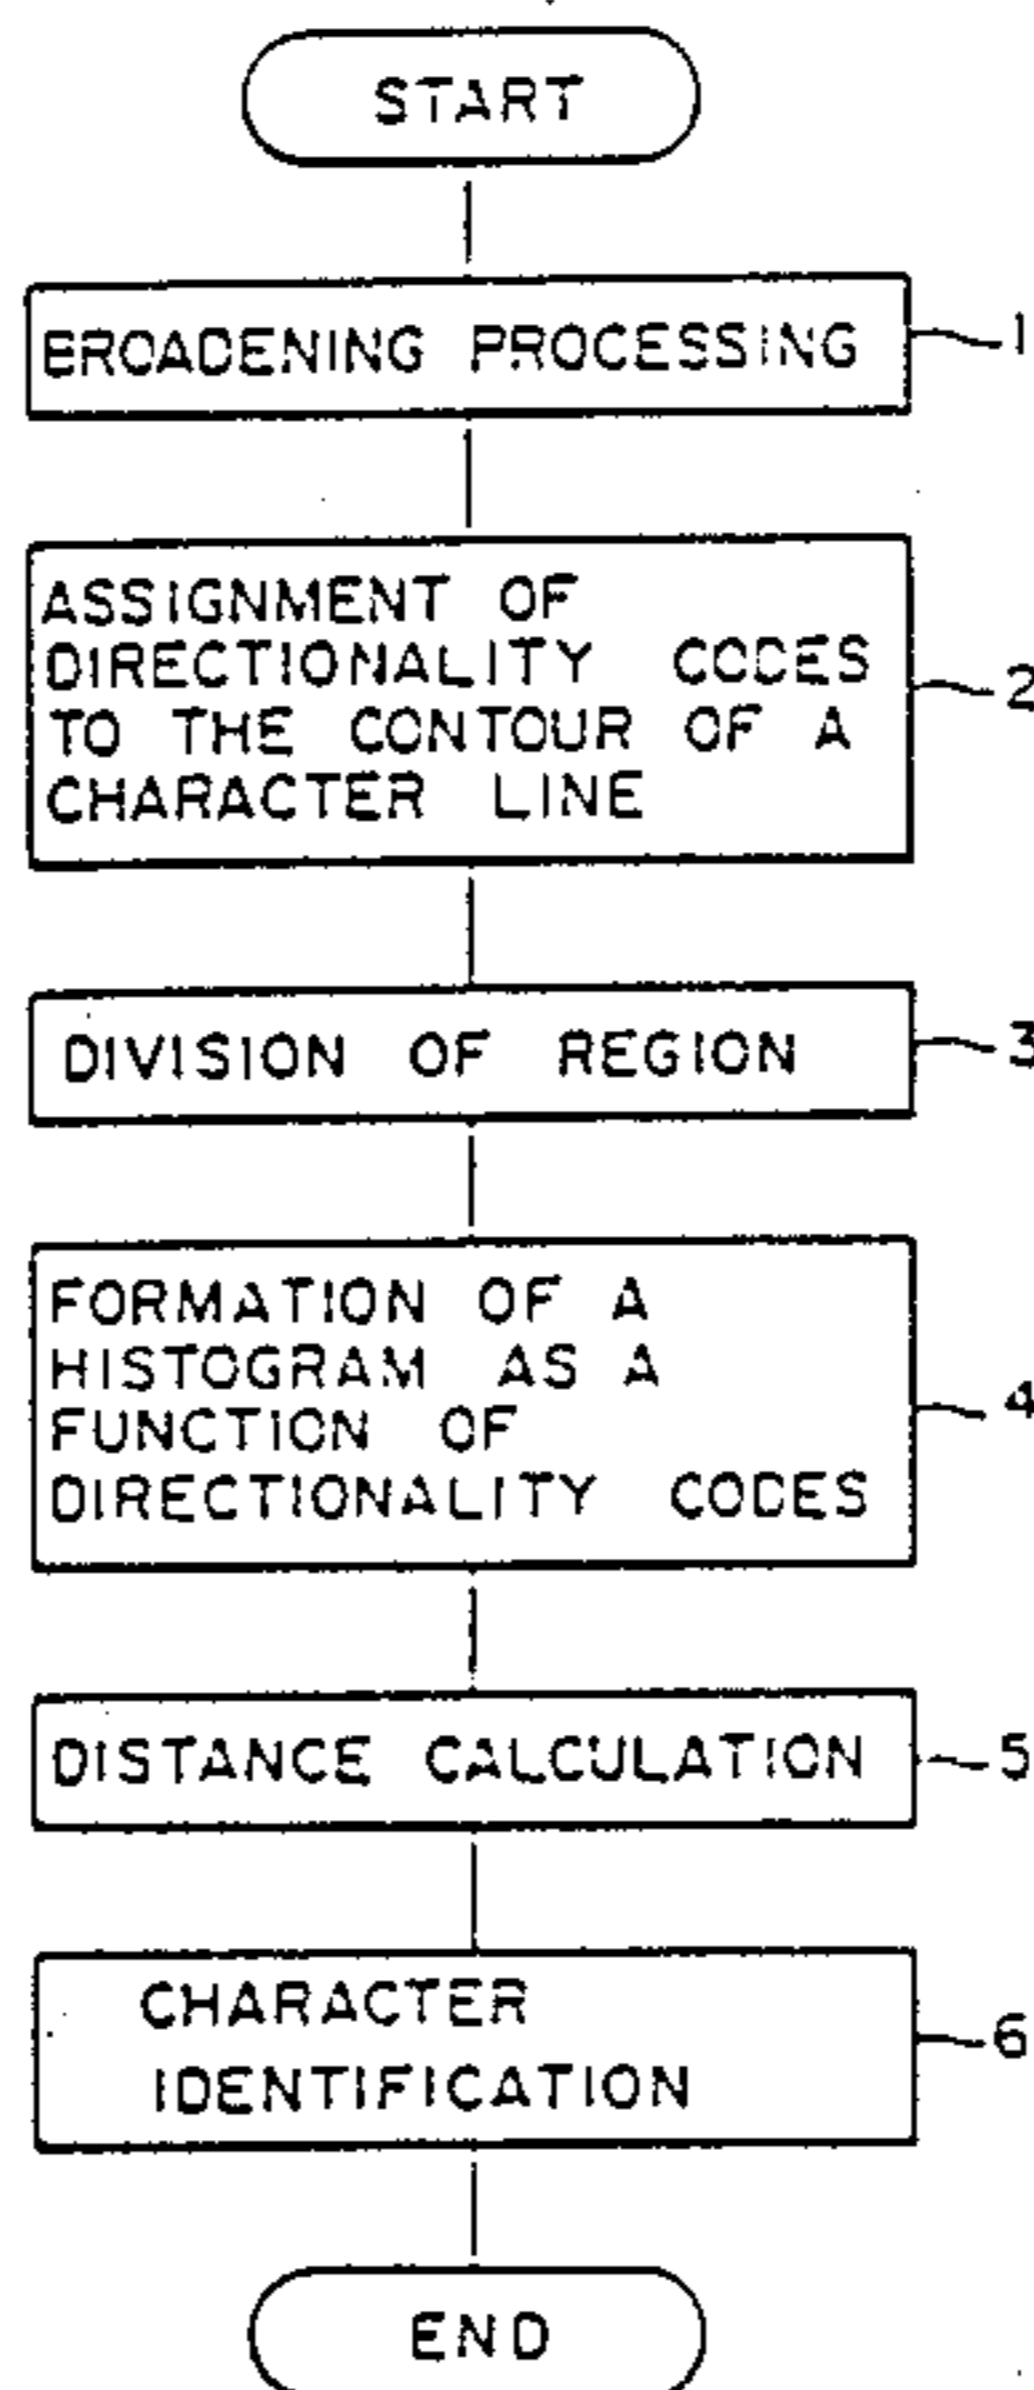 START
BROADENING PROCESSING
1
ASSIGNMENT OF
DIRECTIONALITY CODES
TO THE CONTOUR OF A
CHARACTER LINE
2
DIVISION OF REGION
3
FORMATION OF A
HISTOGRAM AS A
FUNCTION OF
DIRECTIONALITY CODES
4
DISTANCE CALCULATION
5
CHARACTER
IDENTIFICATION
6
END